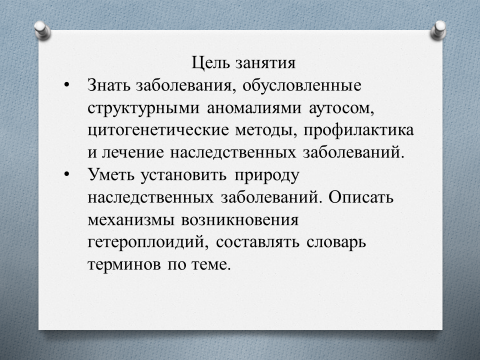 Цель занятия
• Знать заболевания, обусловленные
структурными аномалиями аутосом,
цитогенетические методы, профилактика
и лечение наследственных заболеваний.
• Уметь установить природу
наследственных заболеваний. Описать
механизмы возникновения
гетероплоидий, составлять словарь
терминов по теме.